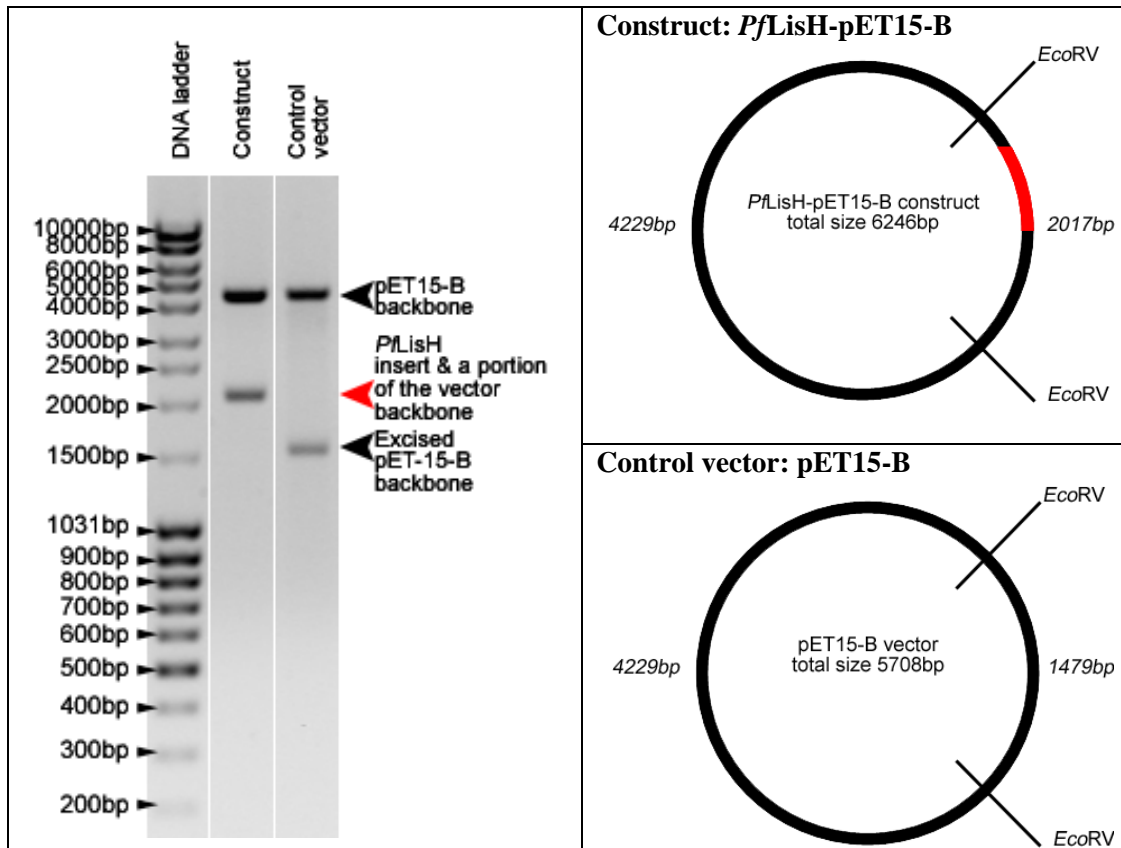 DNA ladder
Construct
Control
vector
10000bp
8000bp
6000bp
5000bp
4000bp
3000bp
2500bp
2000bp
1500bp
1031bp
900bp
800bp
700bp
600bp
500bp
400bp
300bp
200bp
pET15-B
backbone
PfLisH
insert & a portion
of the vector
backbone
Excised
pET-15-B
backbone
Construct: PfLisH-pET15-B
EcoRV
PfLisH-pET15-B construct
total size 6246bp
4229bp
2017bp
EcoRV
Control vector: pET15-B
EcoRV
pET15-B vector
total size 5708bp
4229bp
1479bp
EcoRV